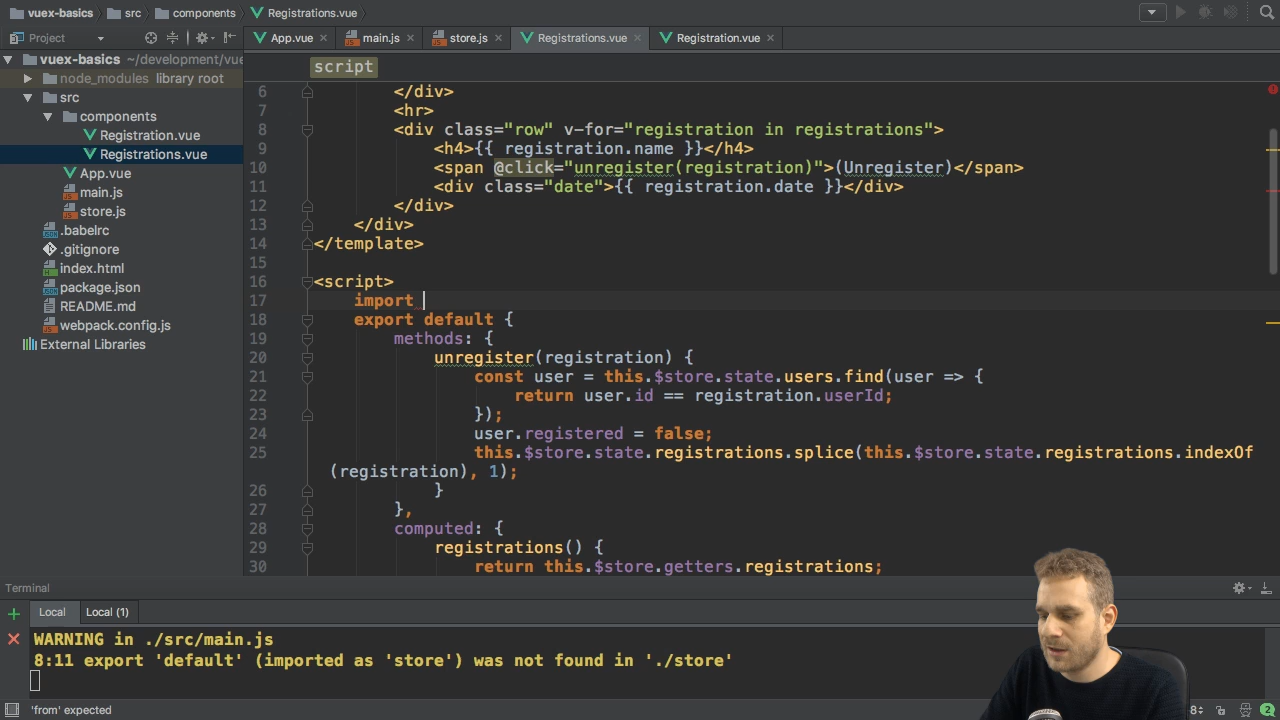 vuex-basics src components Registrations.vue
Project
App.vue main.js store.js Registrations.vue Registration.vue
vuex-basics ~/development/vue
node_modules library root
src
components
Registration.vue
Registrations.vue
App.vue
main.js
store.js
.babelrc
.gitignore
index.html
package.json
README.md
webpack.config.js
External Libraries
script
6 </div>
7 <hr>
8 <div class="row" v-for="registration in registrations">
9 <h4>{{ registration.name }}</h4>
10 <span @click="unregister(registration)">(Unregister)</span>
11 <div class="date">{{ registration.date }}</div>
12 </div>
13 </div>
14 </template>
15
16 <script>
17 import
18 export default {
19 methods: {
20 unregister(registration) {
21 const user = this.$store.state.users.find(user => {
22 return user.id == registration.userId;
23 });
24 user.registered = false;
25 this.$store.state.registrations.splice(this.$store.state.registrations.indexOf
(registration), 1);
26 }
27 },
28 computed: {
29 registrations() {
30 return this.$store.getters.registrations;
Terminal
Local Local (1)
WARNING in ./src/main.js
8:11 export 'default' (imported as 'store') was not found in './store'
'from' expected
8
2